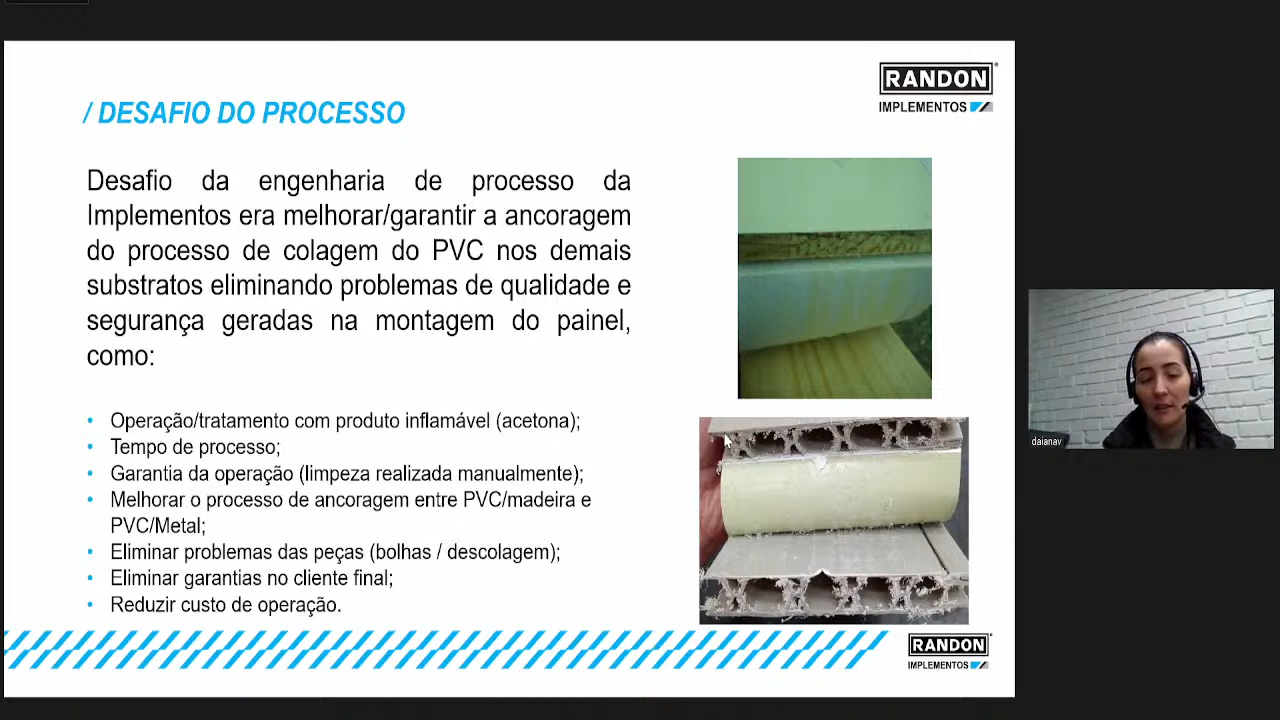 RANDON
IMPLEMENTOS
/ DESAFIO DO PROCESSO
Desafio da engenharia de processo da
Implementos era melhorar/garantir a ancoragem
do processo de colagem do PVC nos demais
substratos eliminando problemas de qualidade e
segurança geradas na montagem do painel,
como:
• Operação/tratamento com produto inflamável (acetona);
• Tempo de processo;
• Garantia da operação (limpeza realizada manualmente);
• Melhorar o processo de ancoragem entre PVC/madeira e
PVC/Metal;
• Eliminar problemas das peças (bolhas / descolagem);
• Eliminar garantias no cliente final;
• Reduzir custo de operação.
daianav
RANDON
IMPLEMENTOS